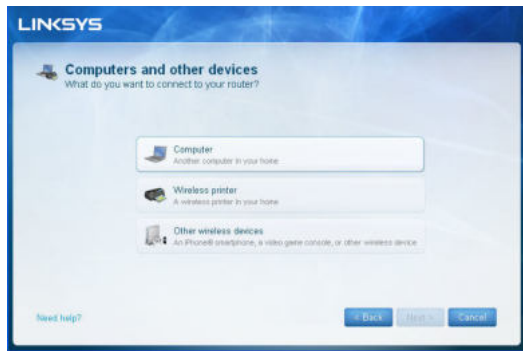 LINKSYS
Computers and other devices
What do you want to connect to your router?
Computer
Another computer in your home
Wireless printer
A wireless printer in your home
Other wireless devices
An iPhone® smartphone, a video game console, or other wireless device
Need help?
< Back
Next >
Cancel